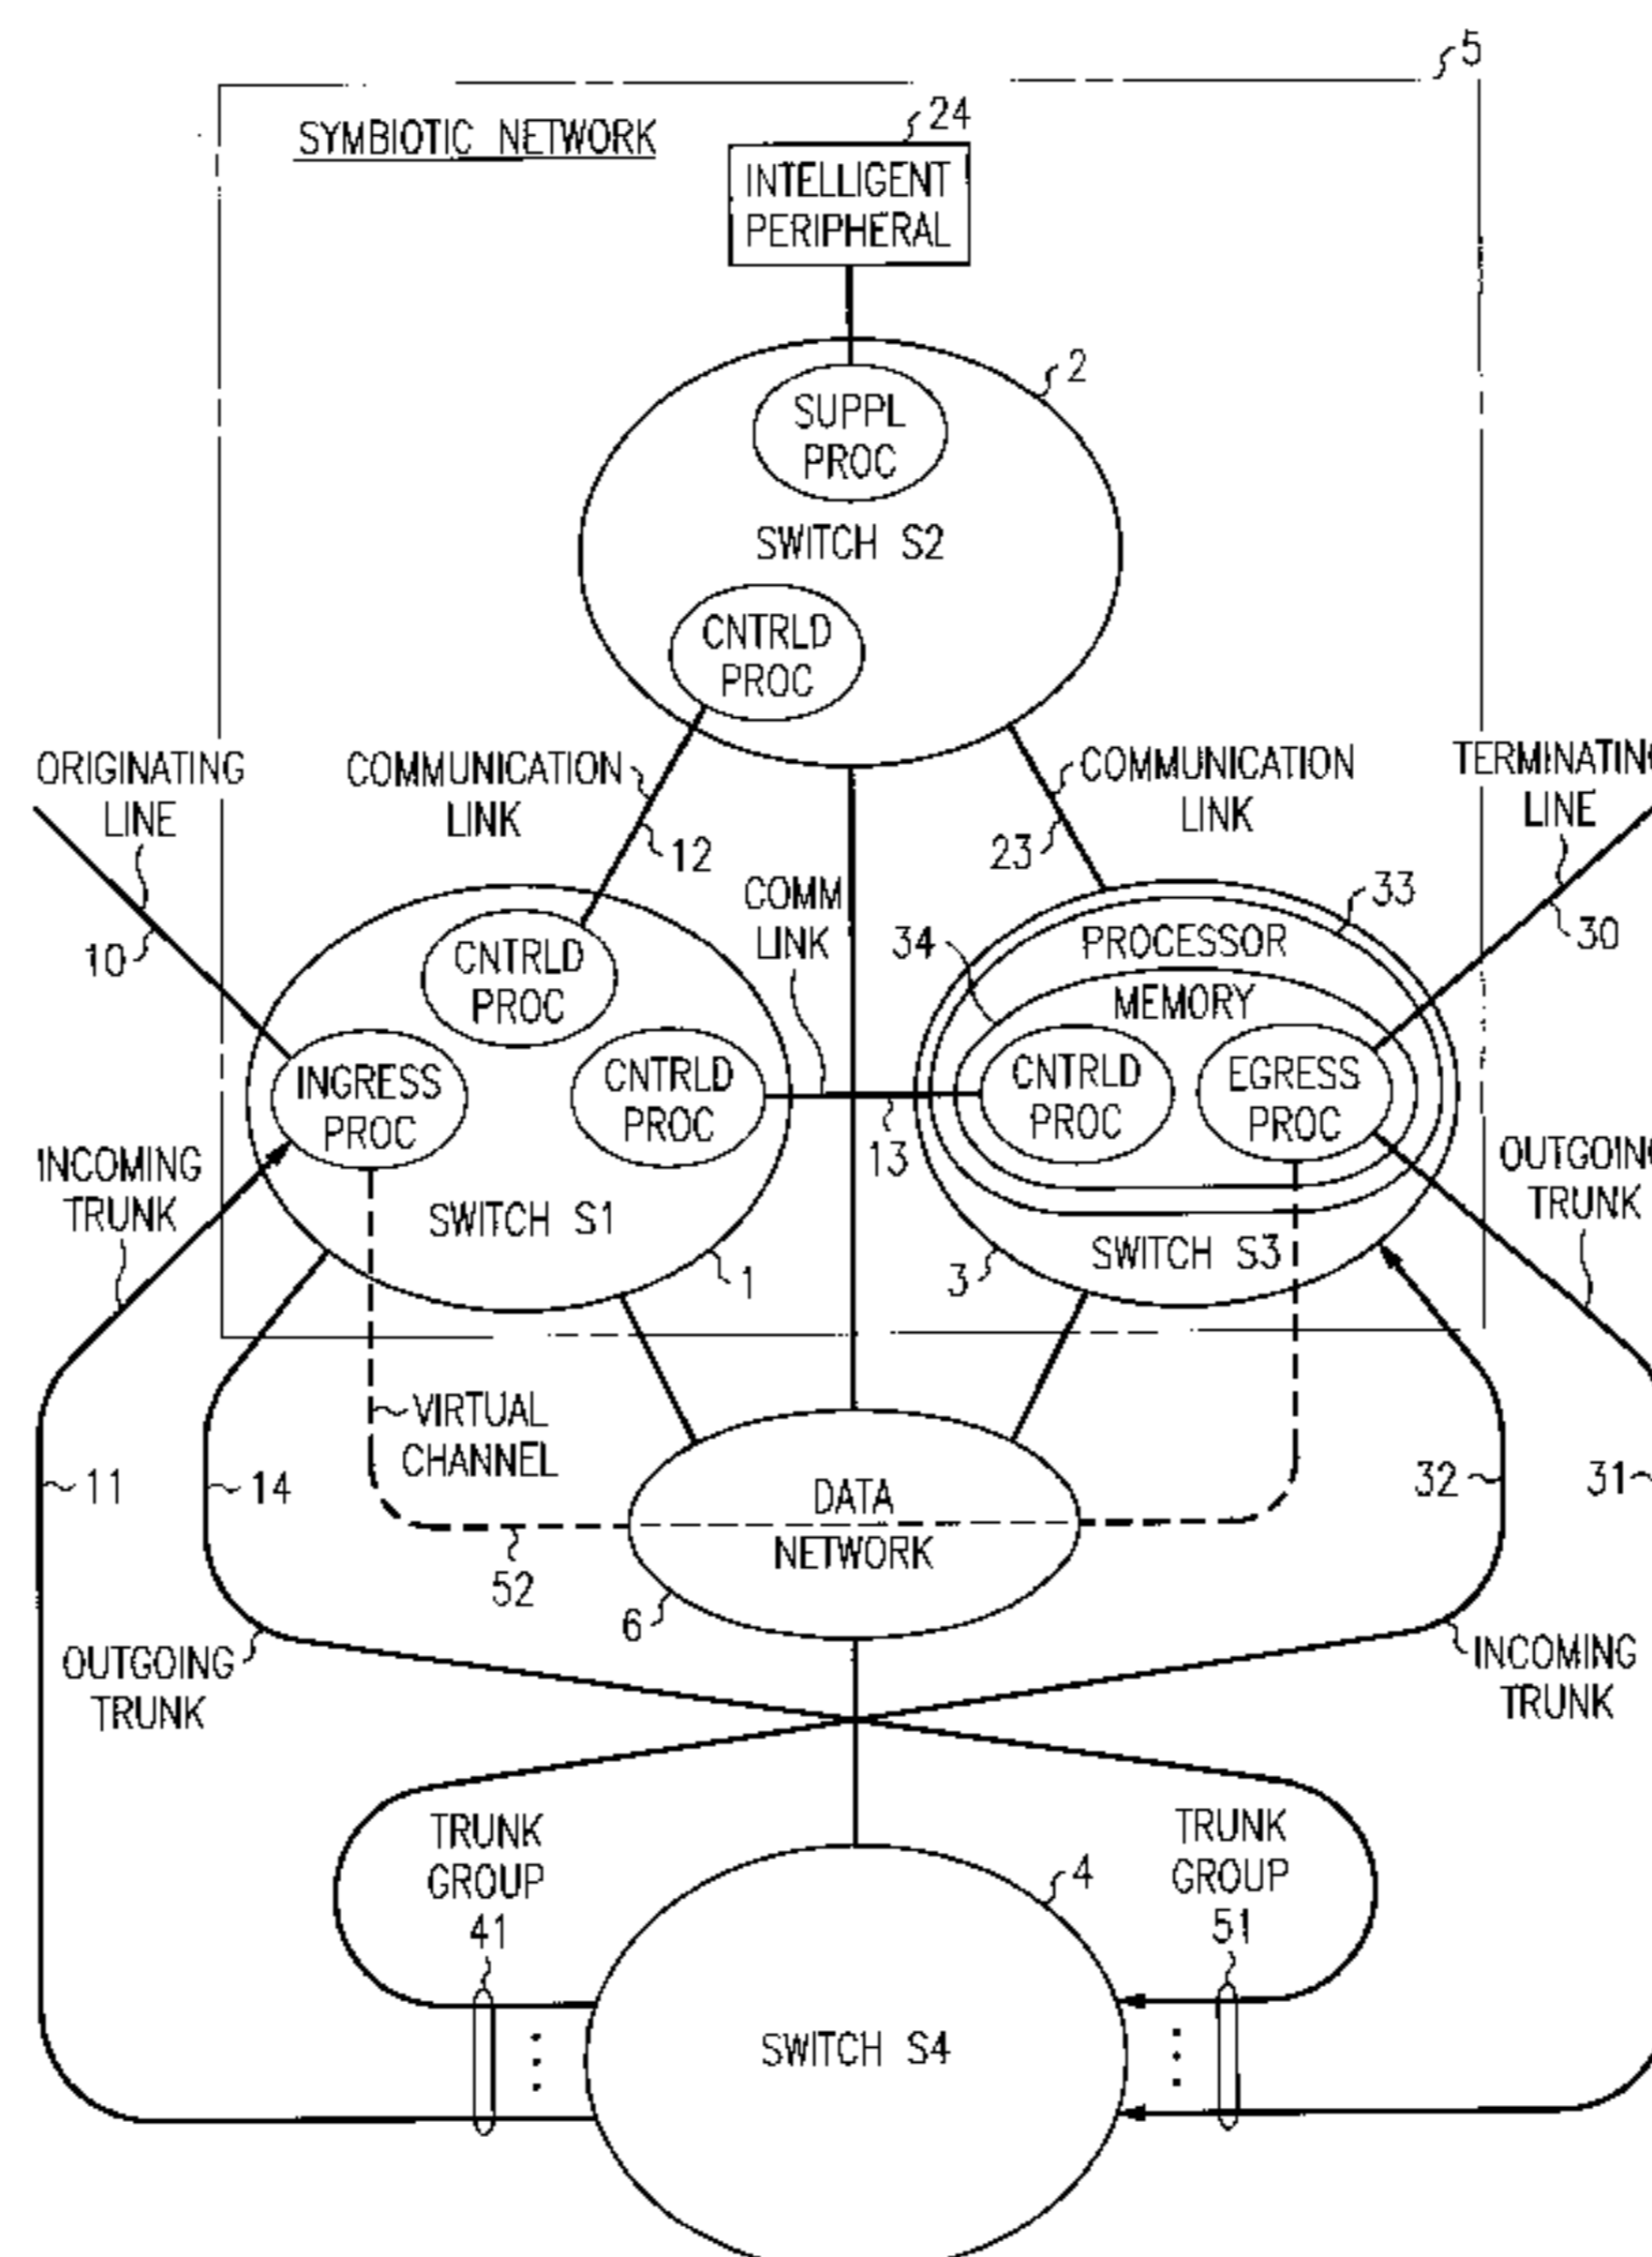 5
SYMBIOTIC NETWORK
24
INTELLIGENT
PERIPHERAL
2
SUPPL
PROC
SWITCH S2
CNTRLD
PROC
ORIGINATING
LINE
COMMUNICATION
LINK
COMMUNICATION
LINK
TERMINATING
LINE
12
23
10
COMM
LINK
33
34
30
PROCESSOR
MEMORY
CNTRLD
PROC
INGRESS
PROC
CNTRLD
PROC
CNTRLD
PROC
EGRESS
PROC
13
INCOMING
TRUNK
OUTGOING
TRUNK
SWITCH S1
SWITCH S3
1
3
VIRTUAL
CHANNEL
11
14
32
31
DATA
NETWORK
52
6
OUTGOING
TRUNK
INCOMING
TRUNK
TRUNK
GROUP
41
TRUNK
GROUP
51
4
SWITCH S4